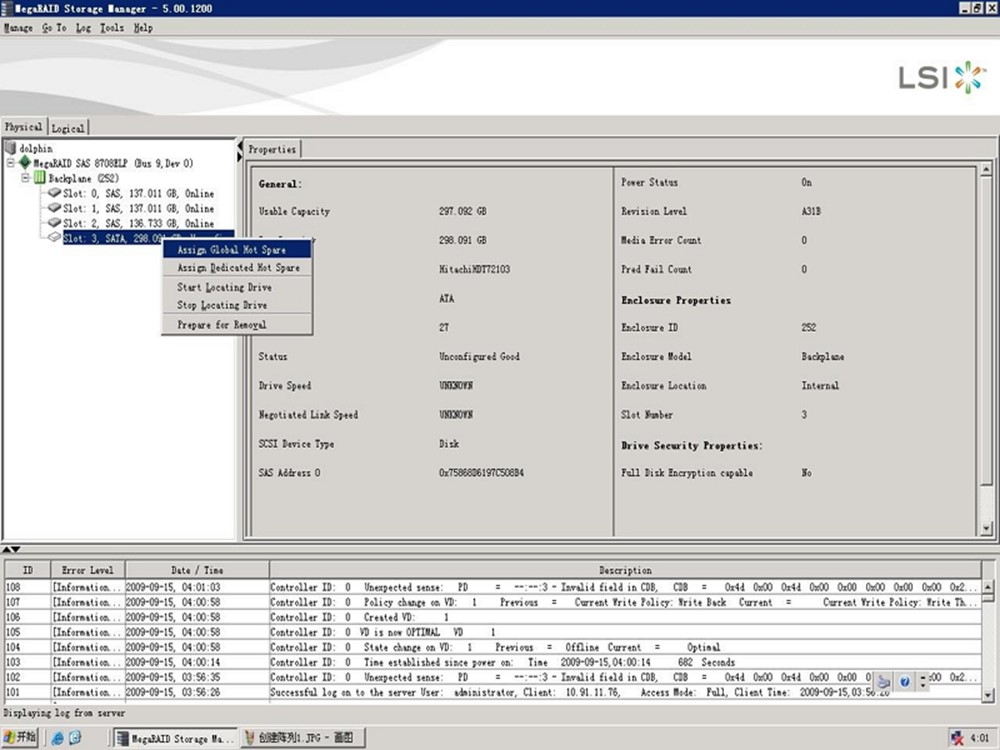 MegaRAID Storage Manager - 5.00.1200
Manage Go To Log Tools Help
LSI
Physical Logical
dolphin
MegaRAID SAS 8708ELP (Bus 9,Dev 0)
Backplane (252)
Slot: 0, SAS, 137.011 GB, Online
Slot: 1, SAS, 137.011 GB, Online
Slot: 2, SAS, 136.733 GB, Online
Slot: 3, SATA, 298.091
Assign Global Hot Spare
Assign Dedicated Hot Spare
Start Locating Drive
Stop Locating Drive
Prepare for Removal
Properties
General:
Usable Capacity 297.092 GB
298.091 GB
HitachiHDT72103
ATA
27
Status Unconfigured Good
Drive Speed UNKNOWN
Negotiated Link Speed UNKNOWN
SCSI Device Type Disk
SAS Address 0 0x75868D6197C508B4
Power Status On
Revision Level A31B
Media Error Count 0
Pred Fail Count 0
Enclosure Properties
Enclosure ID 252
Enclosure Model Backplane
Enclosure Location Internal
Slot Number 3
Drive Security Properties:
Full Disk Encryption capable No
ID Error Level Date / Time Description
108 [Information... 2009-09-15, 04:01:03 Controller ID: 0 Unexpected sense: PD = --:--:3 - Invalid field in CDB, CDB = 0x4d 0x00 0x4d 0x00 0x00 0x00 0x00 0x00 0x2...
107 [Information... 2009-09-15, 04:00:58 Controller ID: 0 Policy change on VD: 1 Previous = Current Write Policy: Write Back Current = Current Write Policy: Write Th...
106 [Information... 2009-09-15, 04:00:58 Controller ID: 0 Created VD: 1
105 [Information... 2009-09-15, 04:00:58 Controller ID: 0 VD is now OPTIMAL VD 1
104 [Information... 2009-09-15, 04:00:58 Controller ID: 0 State change on VD: 1 Previous = Offline Current = Optimal
103 [Information... 2009-09-15, 04:00:14 Controller ID: 0 Time established since power on: Time 2009-09-15,04:00:14 682 Seconds
102 [Information... 2009-09-15, 03:56:35 Controller ID: 0 Unexpected sense: PD = --:--:3 - Invalid field in CDB, CDB = 0x4d 0x00 0x4d 0x00 0x00 :00 0x2...
101 [Information... 2009-09-15, 03:56:26 Successful log on to the server User: administrator, Client: 10.91.11.76, Access Mode: Full, Client Time: 2009-09-15,03:56:26
Displaying log from server
开始 MegaRAID Storage Ma... 创建阵列1.JPG - 画图 4:01